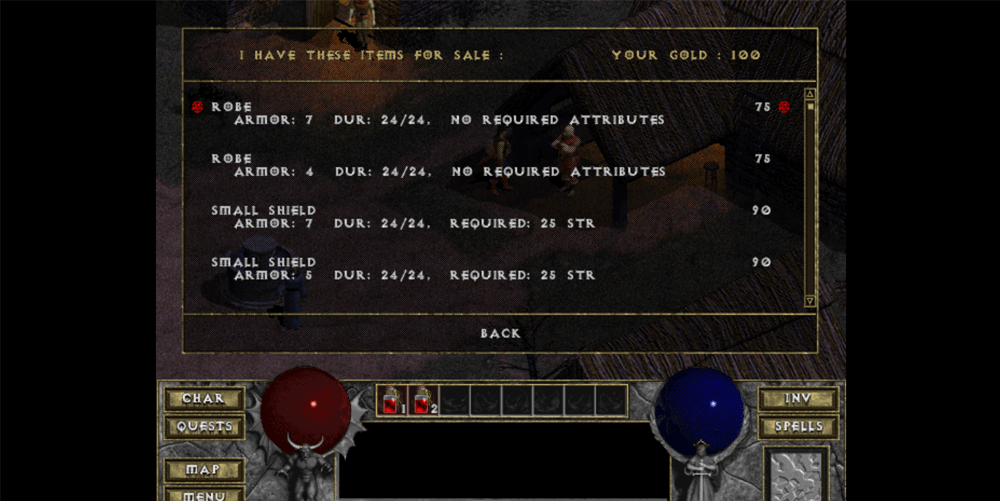 I HAVE THESE ITEMS FOR SALE : YOUR GOLD : 100
ROBE 75
ARMOR: 7 DUR: 24/24, NO REQUIRED ATTRIBUTES
ROBE 75
ARMOR: 4 DUR: 24/24, NO REQUIRED ATTRIBUTES
SMALL SHIELD 90
ARMOR: 7 DUR: 24/24, REQUIRED: 25 STR
SMALL SHIELD 90
ARMOR: 5 DUR: 24/24, REQUIRED: 25 STR
BACK
CHAR 1 2 INV
QUESTS SPELLS
MAP
MENU